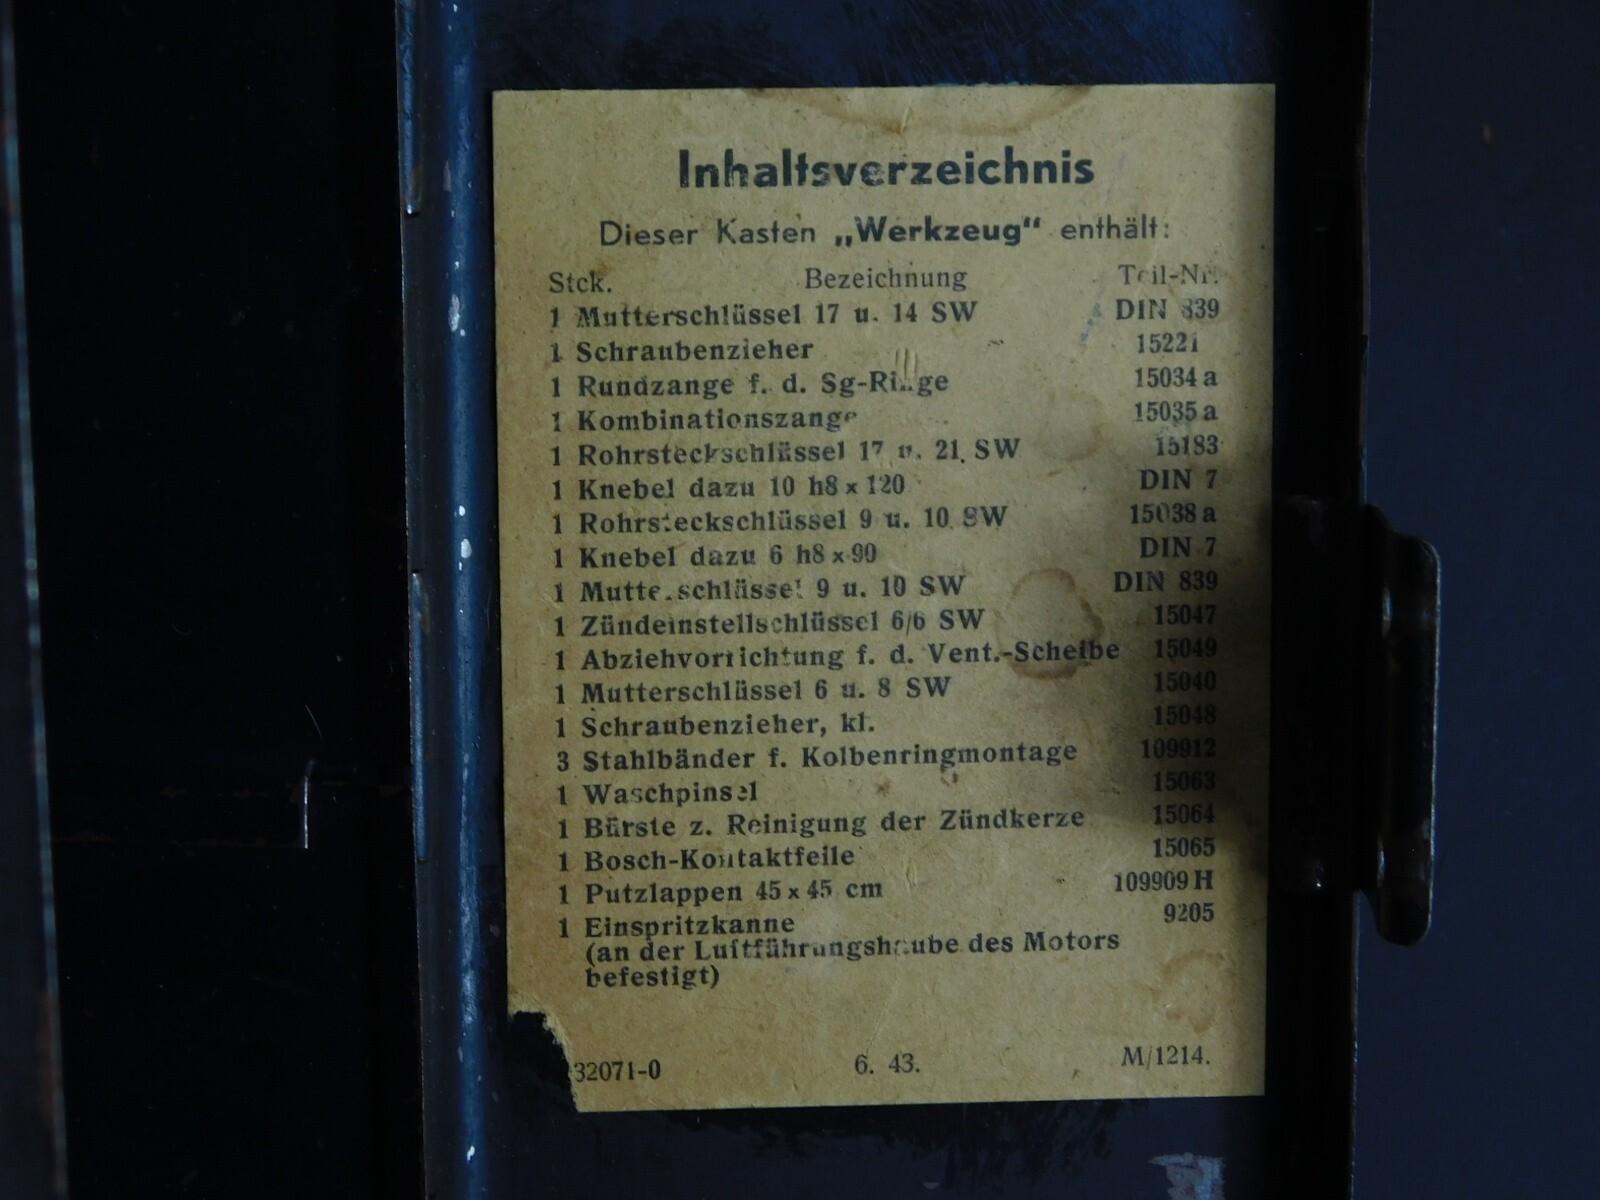 Inhaltsverzeichnis
Dieser Kasten „Werkzeug“ enthält:
Stck. Bezeichnung Teil-Nr.
1 Mutterschlüssel 17 u. 14 SW DIN 839
1 Schraubenzieher 15221
1 Rundzange f. d. Sg-Ringe 15034 a
1 Kombinationszange 15035 a
1 Rohrsteckschlüssel 17 u. 21 SW 15183
1 Knebel dazu 10 h8 x 120 DIN 7
1 Rohrsteckschlüssel 9 u. 10 SW 15038 a
1 Knebel dazu 6 h8 x 90 DIN 7
1 Mutterschlüssel 9 u. 10 SW DIN 839
1 Zündeinstellschlüssel 6/6 SW 15047
1 Abziehvorrichtung f. d. Vent.-Scheibe 15049
1 Mutterschlüssel 6 u. 8 SW 15040
1 Schraubenzieher, kl. 15048
3 Stahlbänder f. Kolbenringmontage 109912
1 Waschpinsel 15063
1 Bürste z. Reinigung der Zündkerze 15064
1 Bosch-Kontaktfeile 15065
1 Putzlappen 45 x 45 cm 109909 H
1 Einspritzkanne 9205
(an der Luftführungshaube des Motors
befestigt)
32071-0 6. 43. M/1214.